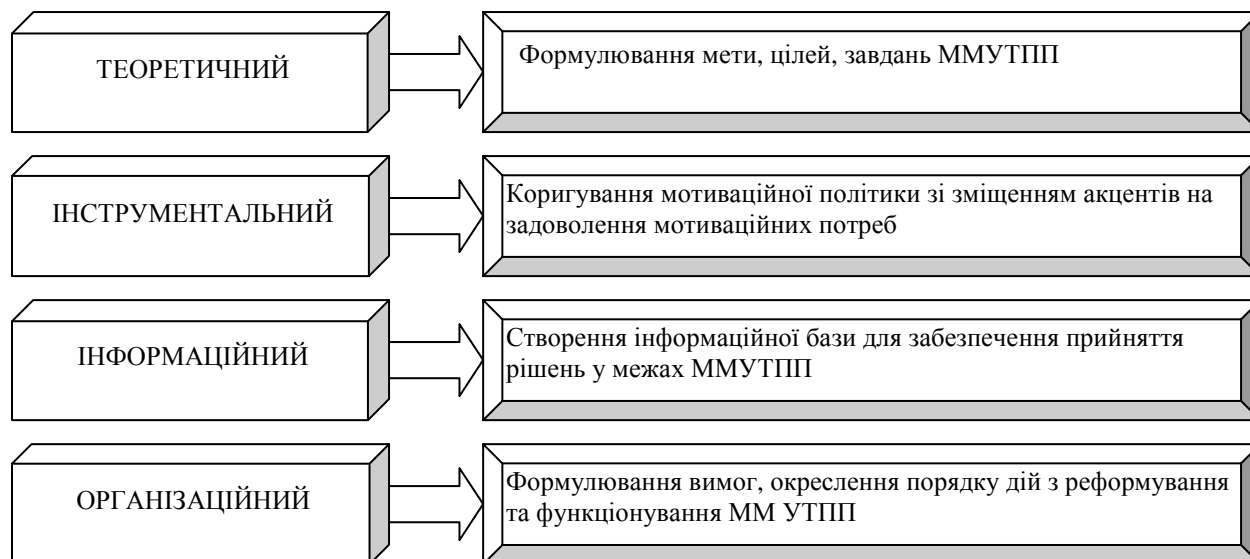 ТЕОРЕТИЧНИЙ
Формулювання мети, цілей, завдань ММУТПП
ІНСТРУМЕНТАЛЬНИЙ
Коригування мотиваційної політики зі зміщенням акцентів на
задоволення мотиваційних потреб
ІНФОРМАЦІЙНИЙ
Створення інформаційної бази для забезпечення прийняття
рішень у межах ММУТПП
ОРГАНІЗАЦІЙНИЙ
Формулювання вимог, окреслення порядку дій з реформування
та функціонування ММ УТПП